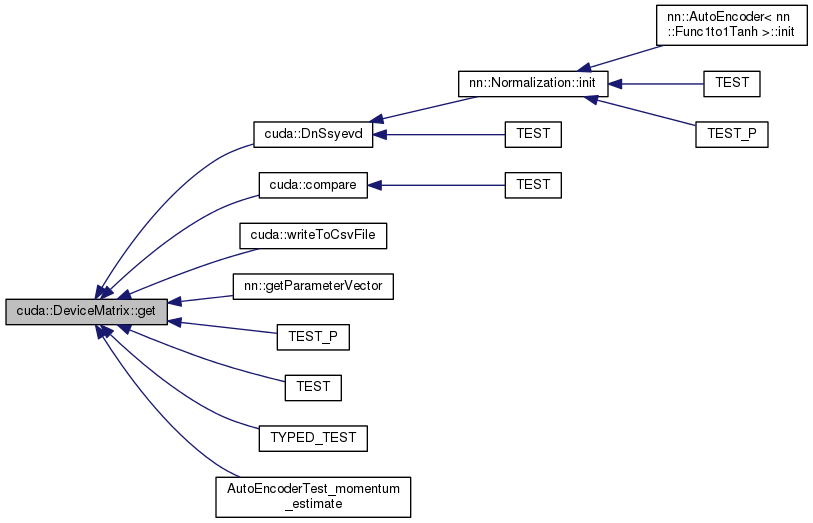 nn::AutoEncoder< nn
::Func1to1Tanh >::init
nn::Normalization::init
TEST
TEST_P
cuda::DnSsyevd
TEST
cuda::compare
TEST
cuda::writeToCsvFile
nn::getParameterVector
cuda::DeviceMatrix::get
TEST_P
TEST
TYPED_TEST
AutoEncoderTest_momentum
_estimate